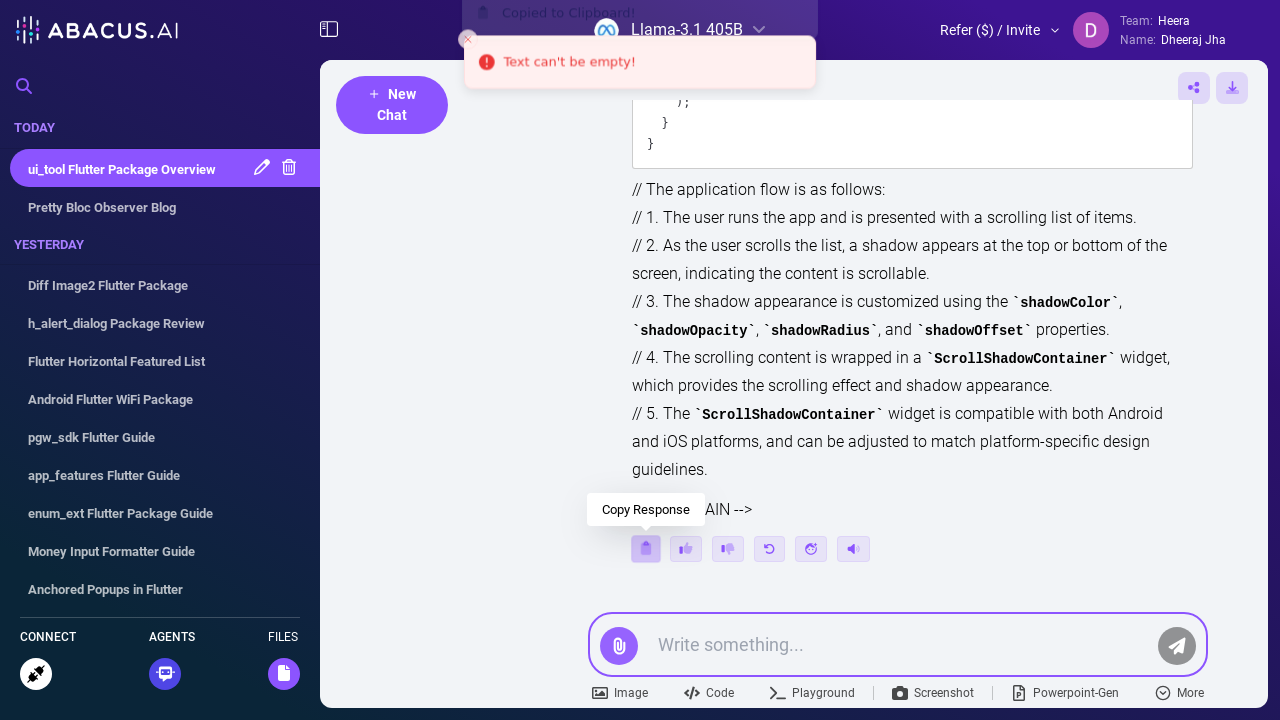 ABACUS.AI
Copied to Clipboard!
Llama-3.1 405B
Text can't be empty!
Refer ($) / Invite
D
Team: Heera
Name: Dheeraj Jha
TODAY
ui_tool Flutter Package Overview
Pretty Bloc Observer Blog
YESTERDAY
Diff Image2 Flutter Package
h_alert_dialog Package Review
Flutter Horizontal Featured List
Android Flutter WiFi Package
pgw_sdk Flutter Guide
app_features Flutter Guide
enum_ext Flutter Package Guide
Money Input Formatter Guide
Anchored Popups in Flutter
CONNECT
AGENTS
FILES
+ New
Chat
);
}
}
// The application flow is as follows:
// 1. The user runs the app and is presented with a scrolling list of items.
// 2. As the user scrolls the list, a shadow appears at the top or bottom of the
screen, indicating the content is scrollable.
// 3. The shadow appearance is customized using the `shadowColor`,
`shadowOpacity`, `shadowRadius`, and `shadowOffset` properties.
// 4. The scrolling content is wrapped in a `ScrollShadowContainer` widget,
which provides the scrolling effect and shadow appearance.
// 5. The `ScrollShadowContainer` widget is compatible with both Android
and iOS platforms, and can be adjusted to match platform-specific design
guidelines.
Copy Response
AIN -->
Write something...
Image
Code
Playground
Screenshot
Powerpoint-Gen
More